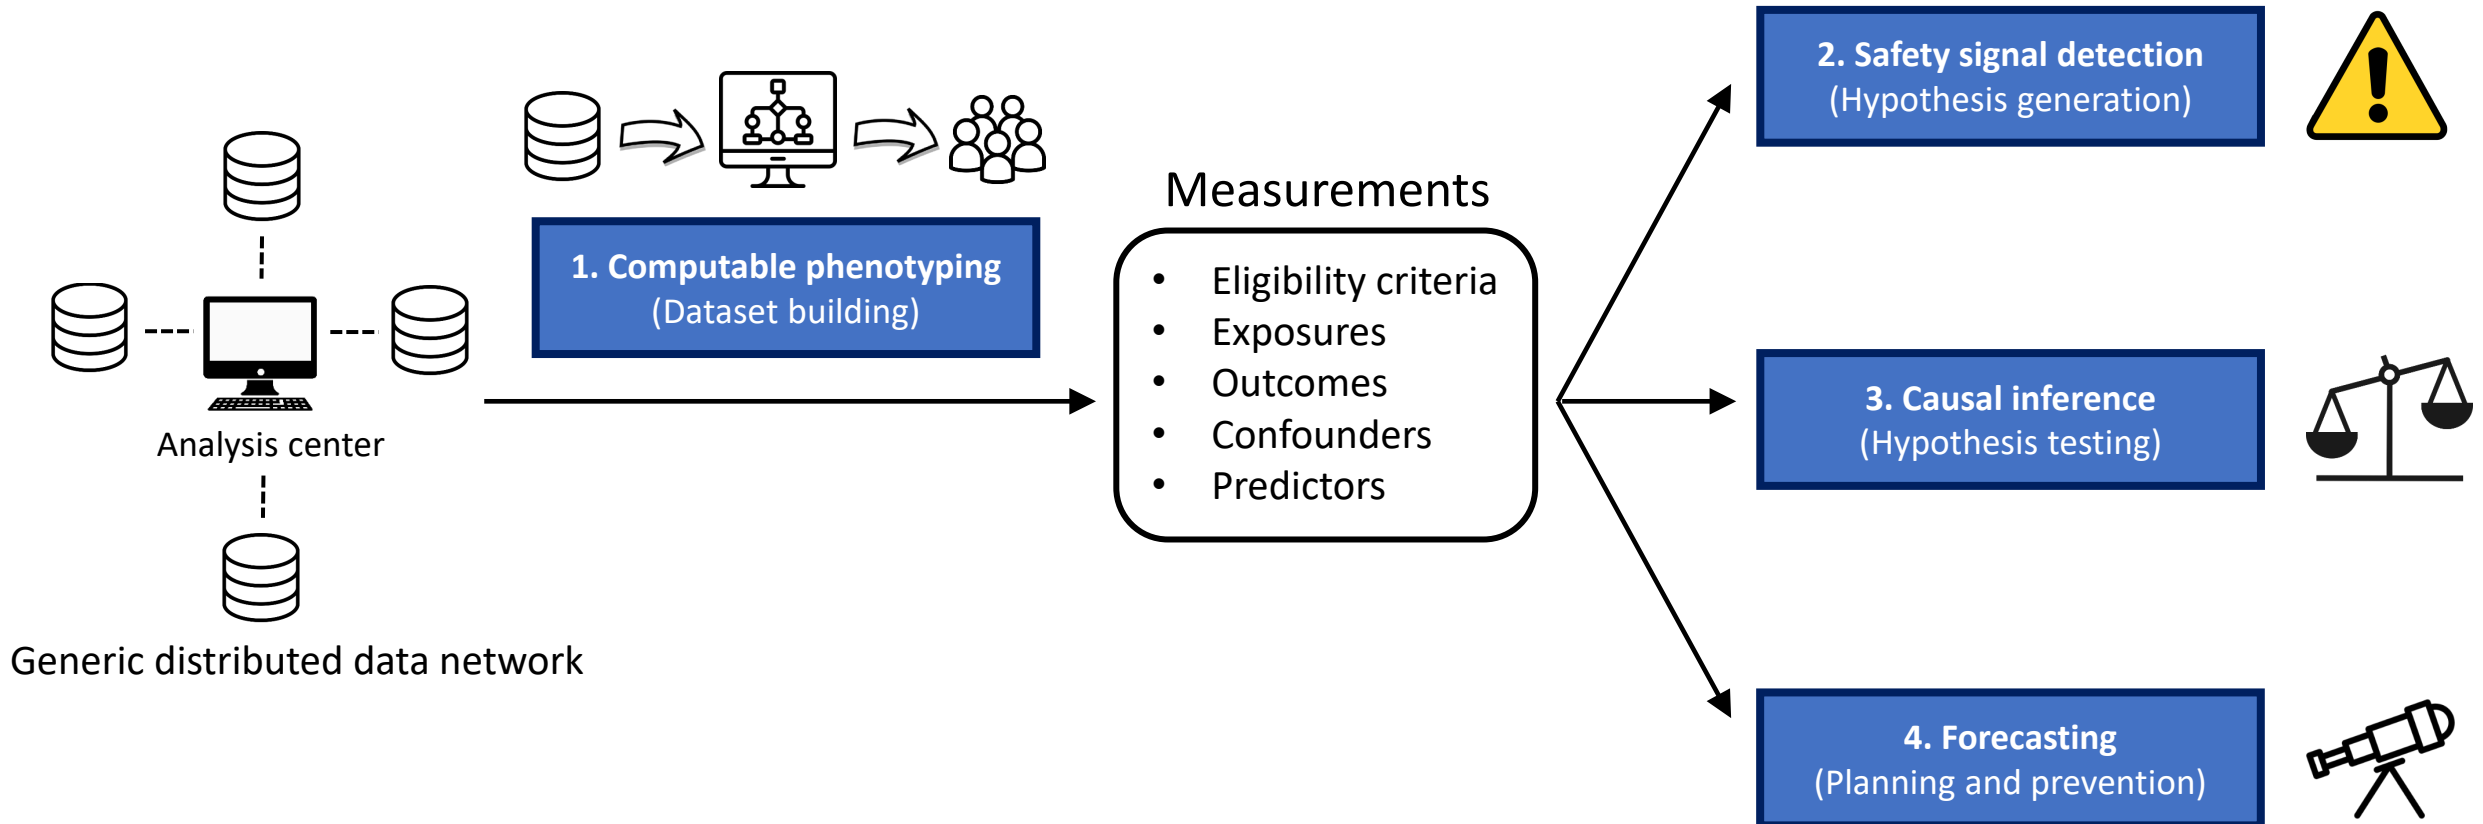 Analysis center
Generic distributed data network
1. Computable phenotyping
(Dataset building)
Measurements
• Eligibility criteria
• Exposures
• Outcomes
• Confounders
• Predictors
2. Safety signal detection
(Hypothesis generation)
3. Causal inference
(Hypothesis testing)
4. Forecasting
(Planning and prevention)